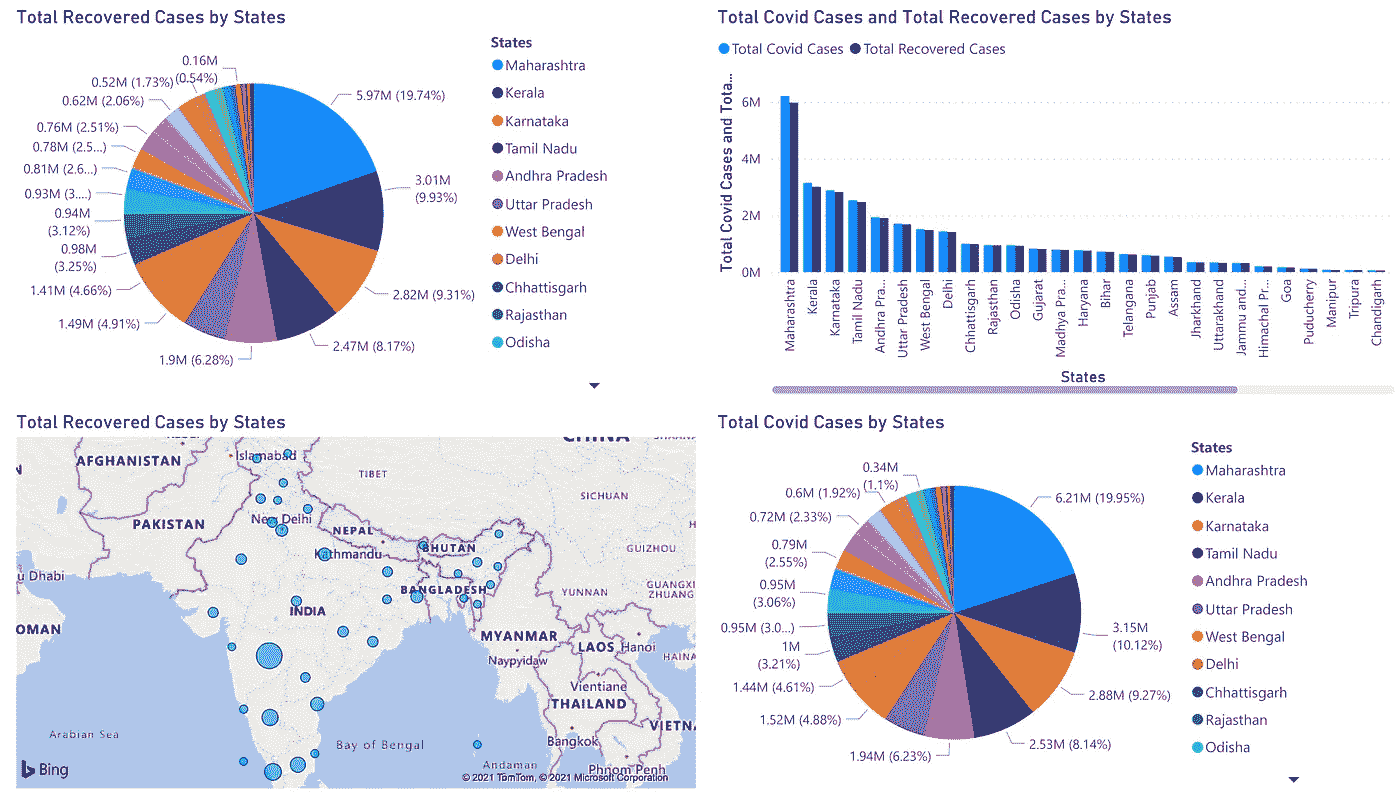 Total Recovered Cases by States
0.16M
(0.54%)
0.52M (1.73%)
0.62M (2.06%)
0.76M (2.51%)
0.78M (2.5...)
0.81M (2.6...)
0.93M (3....)
0.94M
(3.12%)
0.98M
(3.25%)
1.41M (4.66%)
1.49M (4.91%)
1.9M (6.28%)
2.47M (8.17%)
2.82M (9.31%)
3.01M
(9.93%)
5.97M (19.74%)
States
Maharashtra
Kerala
Karnataka
Tamil Nadu
Andhra Pradesh
Uttar Pradesh
West Bengal
Delhi
Chhattisgarh
Rajasthan
Odisha
Total Covid Cases and Total Recovered Cases by States
Total Covid Cases
Total Recovered Cases
Total Covid Cases and Tota...
6M
4M
2M
0M
Maharashtra
Kerala
Karnataka
Tamil Nadu
Andhra Pra...
Uttar Pradesh
West Bengal
Delhi
Chhattisgarh
Rajasthan
Odisha
Gujarat
Madhya Pra...
Haryana
Bihar
Telangana
Punjab
Assam
Jharkhand
Uttarakhand
Jammu and...
Himachal Pr...
Goa
Puducherry
Manipur
Tripura
Chandigarh
States
Total Recovered Cases by States
CHINA
AFGHANISTAN
Islamabad
TIBET
SICHUAN
PAKISTAN
New Delhi
NEPAL
Kathmandu
BHUTAN
GUIZHOU
u Dhabi
BANGLADESH
YUNNAN
GUANGXI
ZHUANG
INDIA
OMAN
MYANMAR
LAOS
Hanoi
HAINA
Naypyidaw
Vientiane
THAILAND
VIETN
Arabian Sea
Bay of Bengal
Bangkok
Andaman
Phnom Penh
Bing
© 2021 TomTom, © 2021 Microsoft Corporation
Total Covid Cases by States
0.34M
(1.1%)
0.6M (1.92%)
0.72M (2.33%)
0.79M
(2.55%)
0.95M
(3.06%)
0.95M (3.0...)
1M
(3.21%)
1.44M (4.61%)
1.52M (4.88%)
1.94M (6.23%)
2.53M (8.14%)
2.88M (9.27%)
3.15M
(10.12%)
6.21M (19.95%)
States
Maharashtra
Kerala
Karnataka
Tamil Nadu
Andhra Pradesh
Uttar Pradesh
West Bengal
Delhi
Chhattisgarh
Rajasthan
Odisha